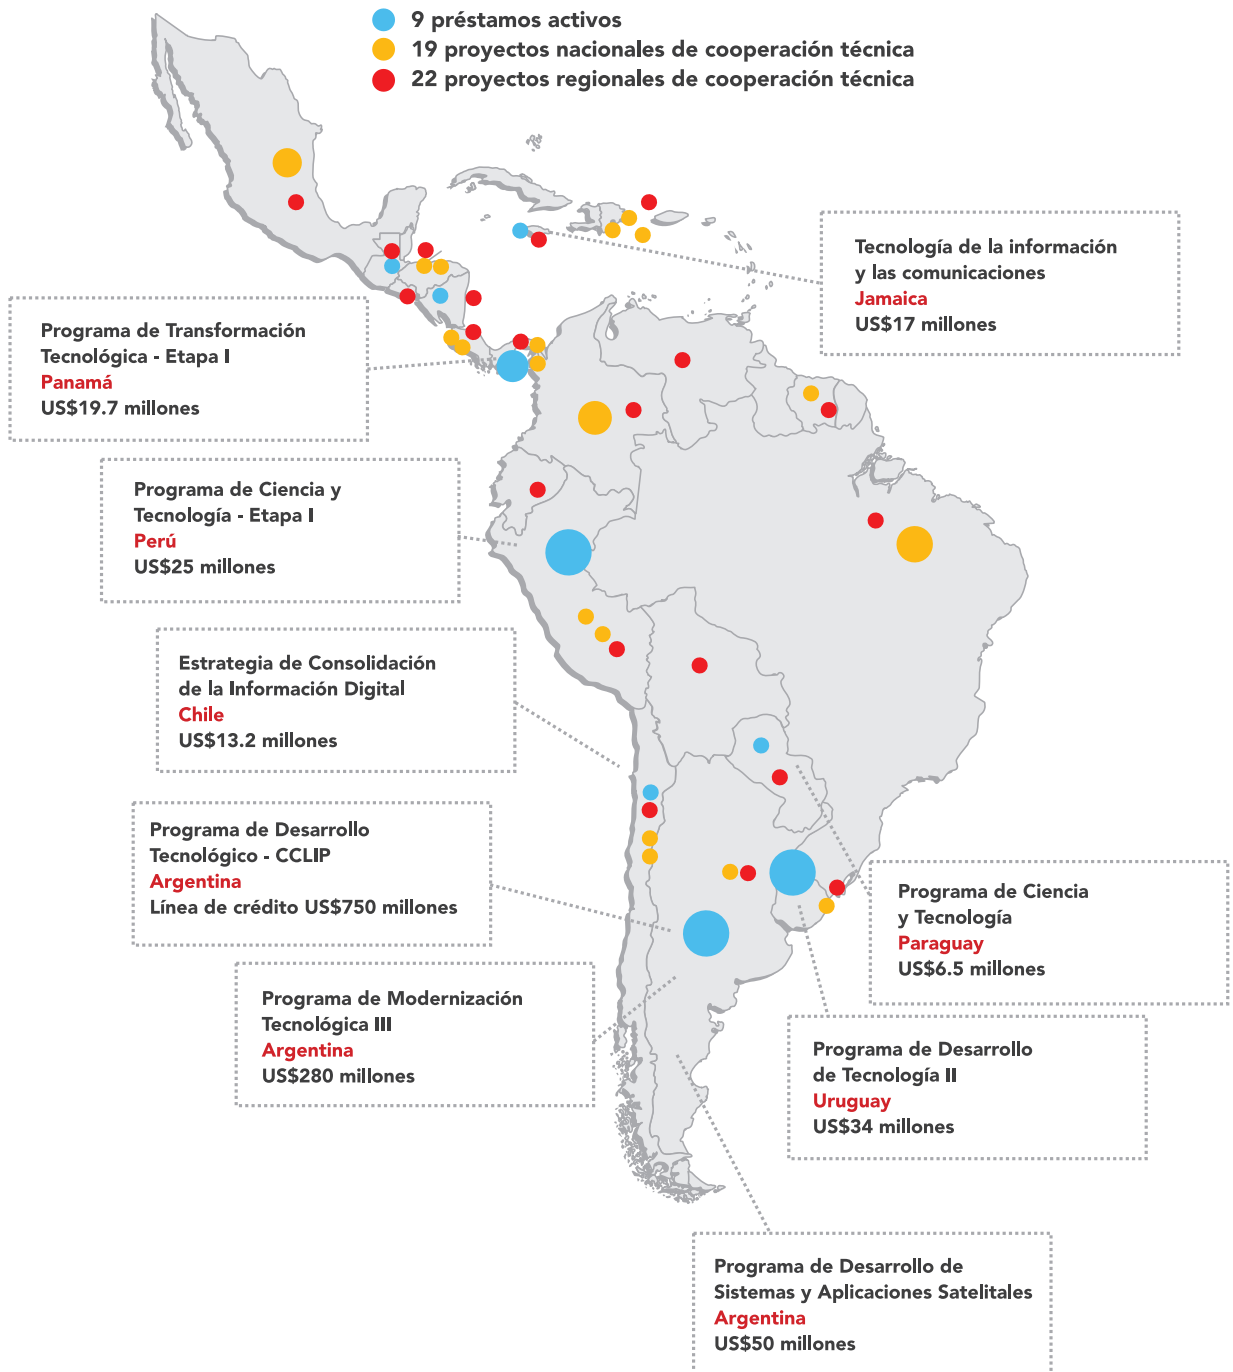 9 préstamos activos
19 proyectos nacionales de cooperación técnica
22 proyectos regionales de cooperación técnica
Tecnología de la información
y las comunicaciones
Jamaica
US$17 millones
Programa de Transformación
Tecnológica - Etapa I
Panamá
US$19.7 millones
Programa de Ciencia y
Tecnología - Etapa I
Perú
US$25 millones
Estrategia de Consolidación
de la Información Digital
Chile
US$13.2 millones
Programa de Desarrollo
Tecnológico - CCLIP
Argentina
Línea de crédito US$750 millones
Programa de Ciencia
y Tecnología
Paraguay
US$6.5 millones
Programa de Modernización
Tecnológica III
Argentina
US$280 millones
Programa de Desarrollo
de Tecnología II
Uruguay
US$34 millones
Programa de Desarrollo de
Sistemas y Aplicaciones Satelitales
Argentina
US$50 millones